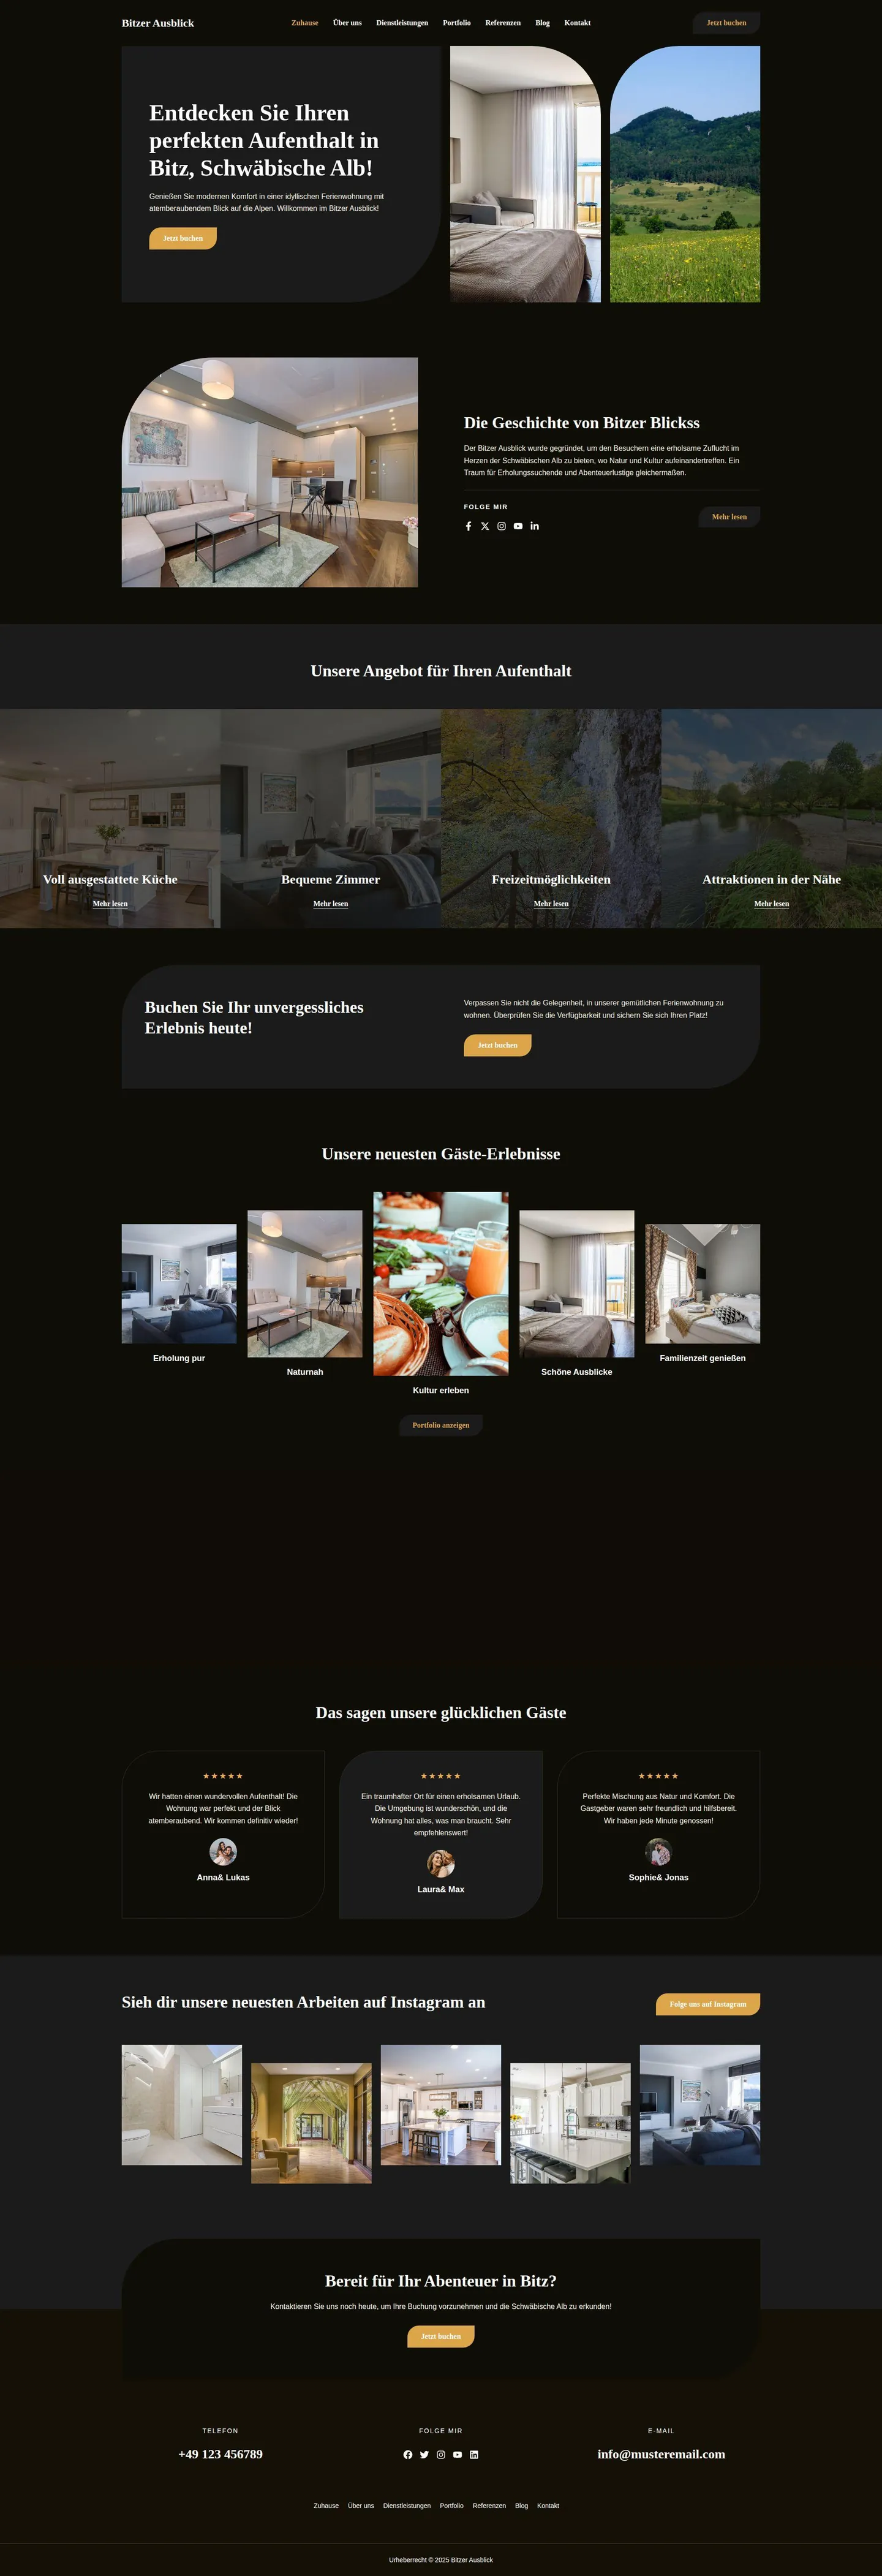 Bitzer Ausblick
Zuhause Über uns Dienstleistungen Portfolio Referenzen Blog Kontakt
Jetzt buchen
Entdecken Sie Ihren
perfekten Aufenthalt in
Bitz, Schwäbische Alb!
Genießen Sie modernen Komfort in einer idyllischen Ferienwohnung mit
atemberaubendem Blick auf die Alpen. Willkommen im Bitzer Ausblick!
Jetzt buchen
Die Geschichte von Bitzer Blickss
Der Bitzer Ausblick wurde gegründet, um den Besuchern eine erholsame Zuflucht im
Herzen der Schwäbischen Alb zu bieten, wo Natur und Kultur aufeinandertreffen. Ein
Traum für Erholungssuchende und Abenteuerlustige gleichermaßen.
FOLGE MIR
Mehr lesen
Unsere Angebot für Ihren Aufenthalt
Voll ausgestattete Küche
Mehr lesen
Bequeme Zimmer
Mehr lesen
Freizeitmöglichkeiten
Mehr lesen
Attraktionen in der Nähe
Mehr lesen
Buchen Sie Ihr unvergessliches
Erlebnis heute!
Verpassen Sie nicht die Gelegenheit, in unserer gemütlichen Ferienwohnung zu
wohnen. Überprüfen Sie die Verfügbarkeit und sichern Sie sich Ihren Platz!
Jetzt buchen
Unsere neuesten Gäste-Erlebnisse
Erholung pur
Naturnah
Kultur erleben
Schöne Ausblicke
Familienzeit genießen
Portfolio anzeigen
Das sagen unsere glücklichen Gäste
★★★★★
Wir hatten einen wundervollen Aufenthalt! Die
Wohnung war perfekt und der Blick
atemberaubend. Wir kommen definitiv wieder!
Anna& Lukas
★★★★★
Ein traumhafter Ort für einen erholsamen Urlaub.
Die Umgebung ist wunderschön, und die
Wohnung hat alles, was man braucht. Sehr
empfehlenswert!
Laura& Max
★★★★★
Perfekte Mischung aus Natur und Komfort. Die
Gastgeber waren sehr freundlich und hilfsbereit.
Wir haben jede Minute genossen!
Sophie& Jonas
Sieh dir unsere neuesten Arbeiten auf Instagram an
Folge uns auf Instagram
Bereit für Ihr Abenteuer in Bitz?
Kontaktieren Sie uns noch heute, um Ihre Buchung vorzunehmen und die Schwäbische Alb zu erkunden!
Jetzt buchen
TELEFON
+49 123 456789
FOLGE MIR
E-MAIL
info@musteremail.com
Zuhause Über uns Dienstleistungen Portfolio Referenzen Blog Kontakt
Urheberrecht © 2025 Bitzer Ausblick